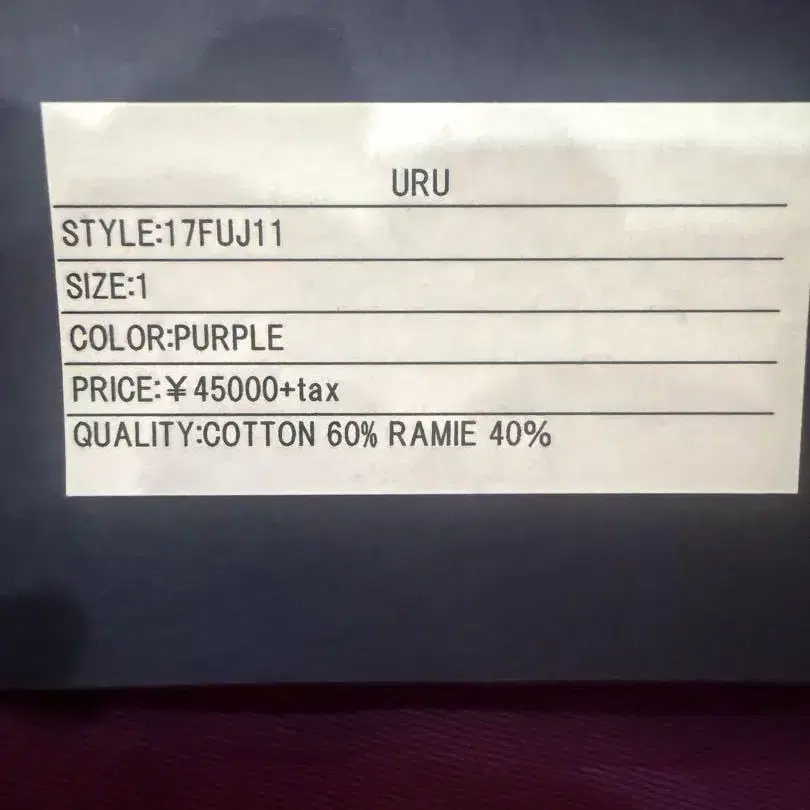 URU
STYLE:17FUJ11
SIZE:1
COLOR:PURPLE
PRICE:¥45000+tax
QUALITY:COTTON 60% RAMIE 40%